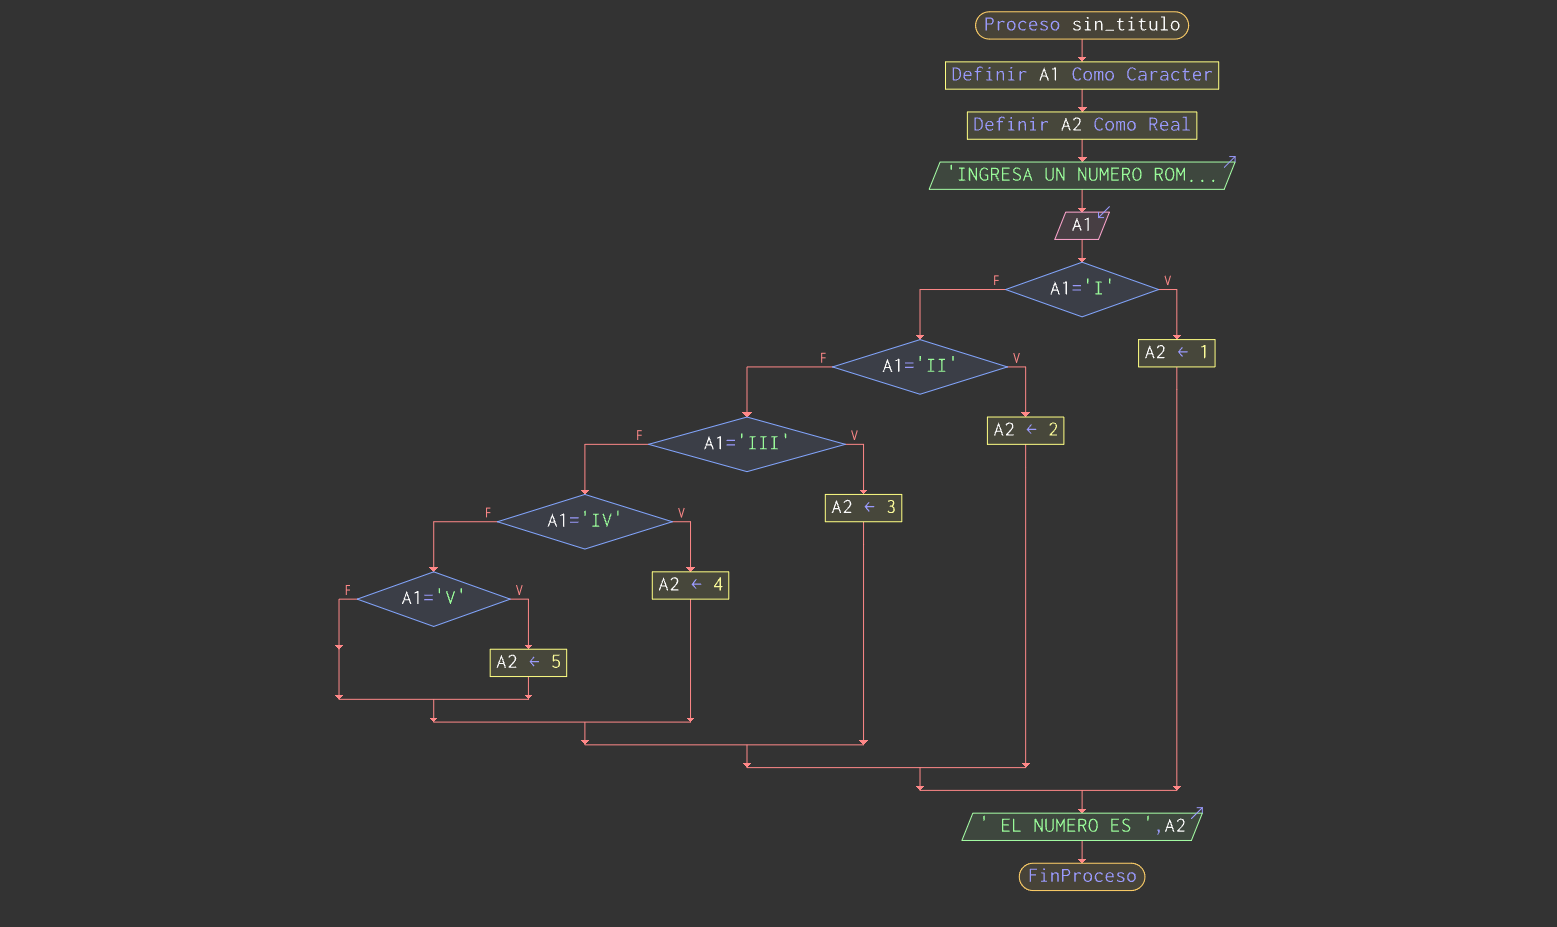 Proceso sin_titulo
Definir A1 Como Caracter
Definir A2 Como Real
'INGRESA UN NUMERO ROM...
A1
F A1='I' V
A2 ← 1
F A1='II' V
A2 ← 2
F A1='III' V
A2 ← 3
F A1='IV' V
A2 ← 4
F A1='V' V
A2 ← 5
' EL NUMERO ES ',A2
FinProceso